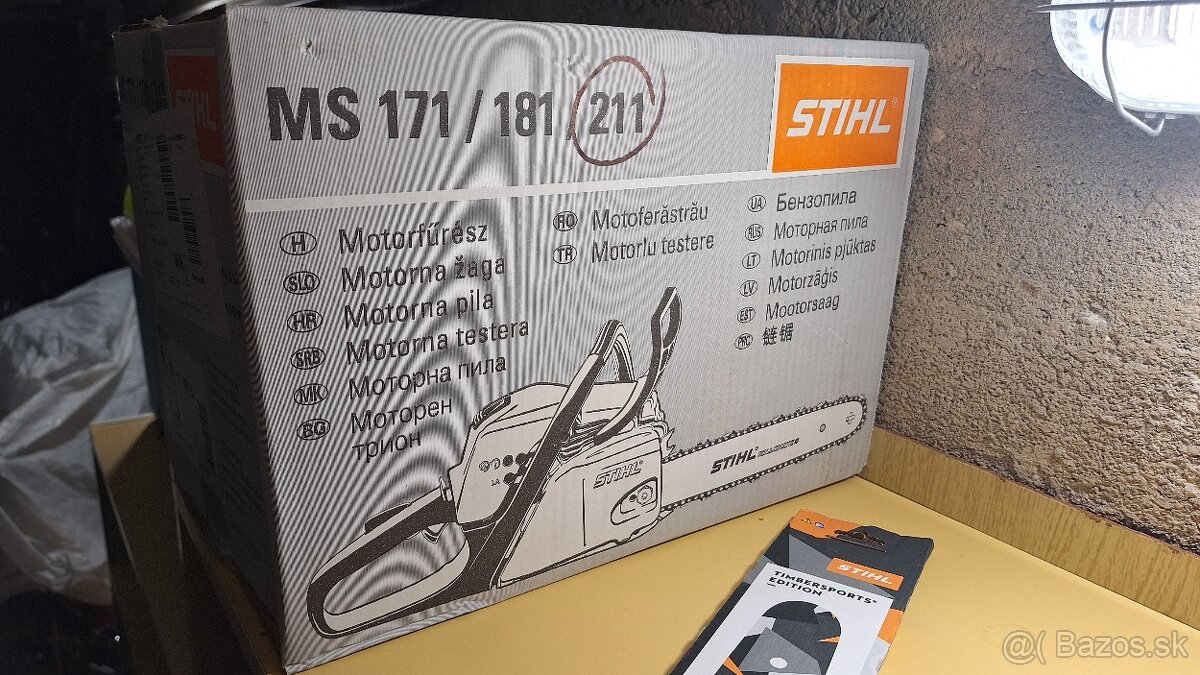 MS 171 / 181 / 211
STIHL®
H Motorfűrész
SLO Motorna žaga
HR Motorna pila
SRB Motorna testera
MK Моторна пила
BG Моторен
трион
RO Motoferăstrău
TR Motorlu testere
UA Бензопила
RUS Моторная пила
LT Motorinis pjūklas
LV Motorzāģis
EST Mootorsaag
PRC 链锯
STIHL®
STIHL®
STIHL
TIMBERSPORTS®
EDITION
@( Bazos.sk